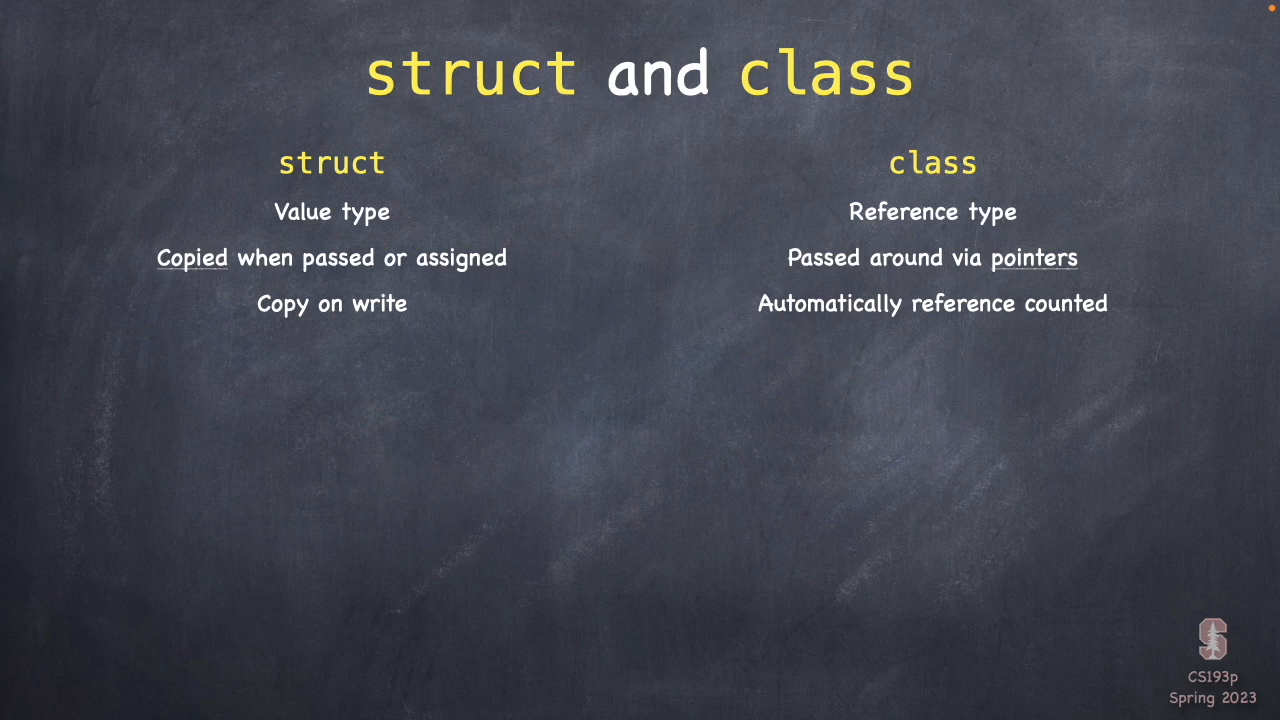 struct and class
struct
Value type
Copied when passed or assigned
Copy on write
class
Reference type
Passed around via pointers
Automatically reference counted
S
CS193p
Spring 2023